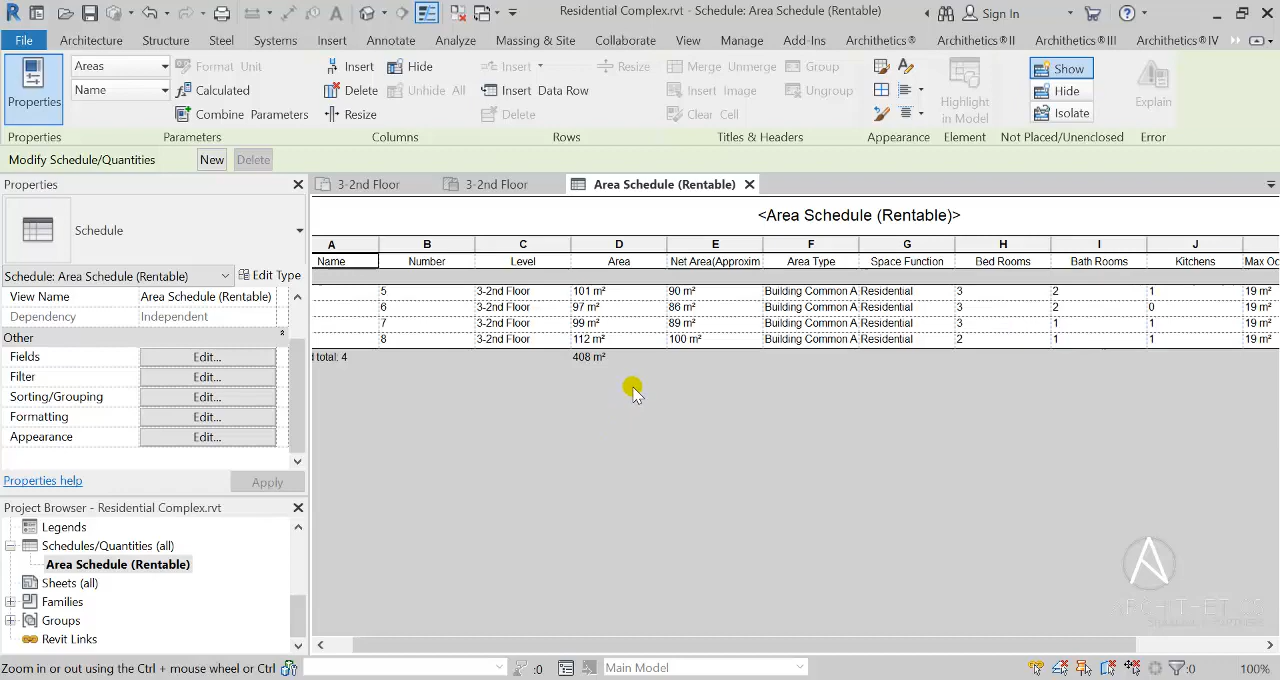 Residential Complex.rvt - Schedule: Area Schedule (Rentable)
Sign In
File Architecture Structure Steel Systems Insert Annotate Analyze Massing & Site Collaborate View Manage Add-Ins Archithetics® Archithetics®II Archithetics®III Archithetics®IV
Properties
Areas
Name
Format Unit
Calculated
Combine Parameters
Insert
Hide
Delete
Unhide All
Resize
Insert
Resize
Insert Data Row
Delete
Merge Unmerge
Group
Insert Image
Ungroup
Clear Cell
Highlight
in Model
Show
Hide
Isolate
Explain
Properties Parameters Columns Rows Titles & Headers Appearance Element Not Placed/Unenclosed Error
Modify Schedule/Quantities New Delete
Properties
Schedule
Schedule: Area Schedule (Rentable) Edit Type
View Name Area Schedule (Rentable)
Dependency Independent
Other
Fields Edit...
Filter Edit...
Sorting/Grouping Edit...
Formatting Edit...
Appearance Edit...
Properties help Apply
Project Browser - Residential Complex.rvt
Legends
Schedules/Quantities (all)
Area Schedule (Rentable)
Sheets (all)
Families
Groups
Revit Links
3-2nd Floor 3-2nd Floor Area Schedule (Rentable)
<Area Schedule (Rentable)>
A B C D E F G H I J
Name Number Level Area Net Area(Approxim Area Type Space Function Bed Rooms Bath Rooms Kitchens Max Oc
5 3-2nd Floor 101 m² 90 m² Building Common A Residential 3 2 1 19 m²
6 3-2nd Floor 97 m² 86 m² Building Common A Residential 3 2 0 19 m²
7 3-2nd Floor 99 m² 89 m² Building Common A Residential 3 1 1 19 m²
8 3-2nd Floor 112 m² 100 m² Building Common A Residential 2 1 1 19 m²
d total: 4 408 m²
Zoom in or out using the Ctrl + mouse wheel or Ctrl :0 Main Model :0 100%